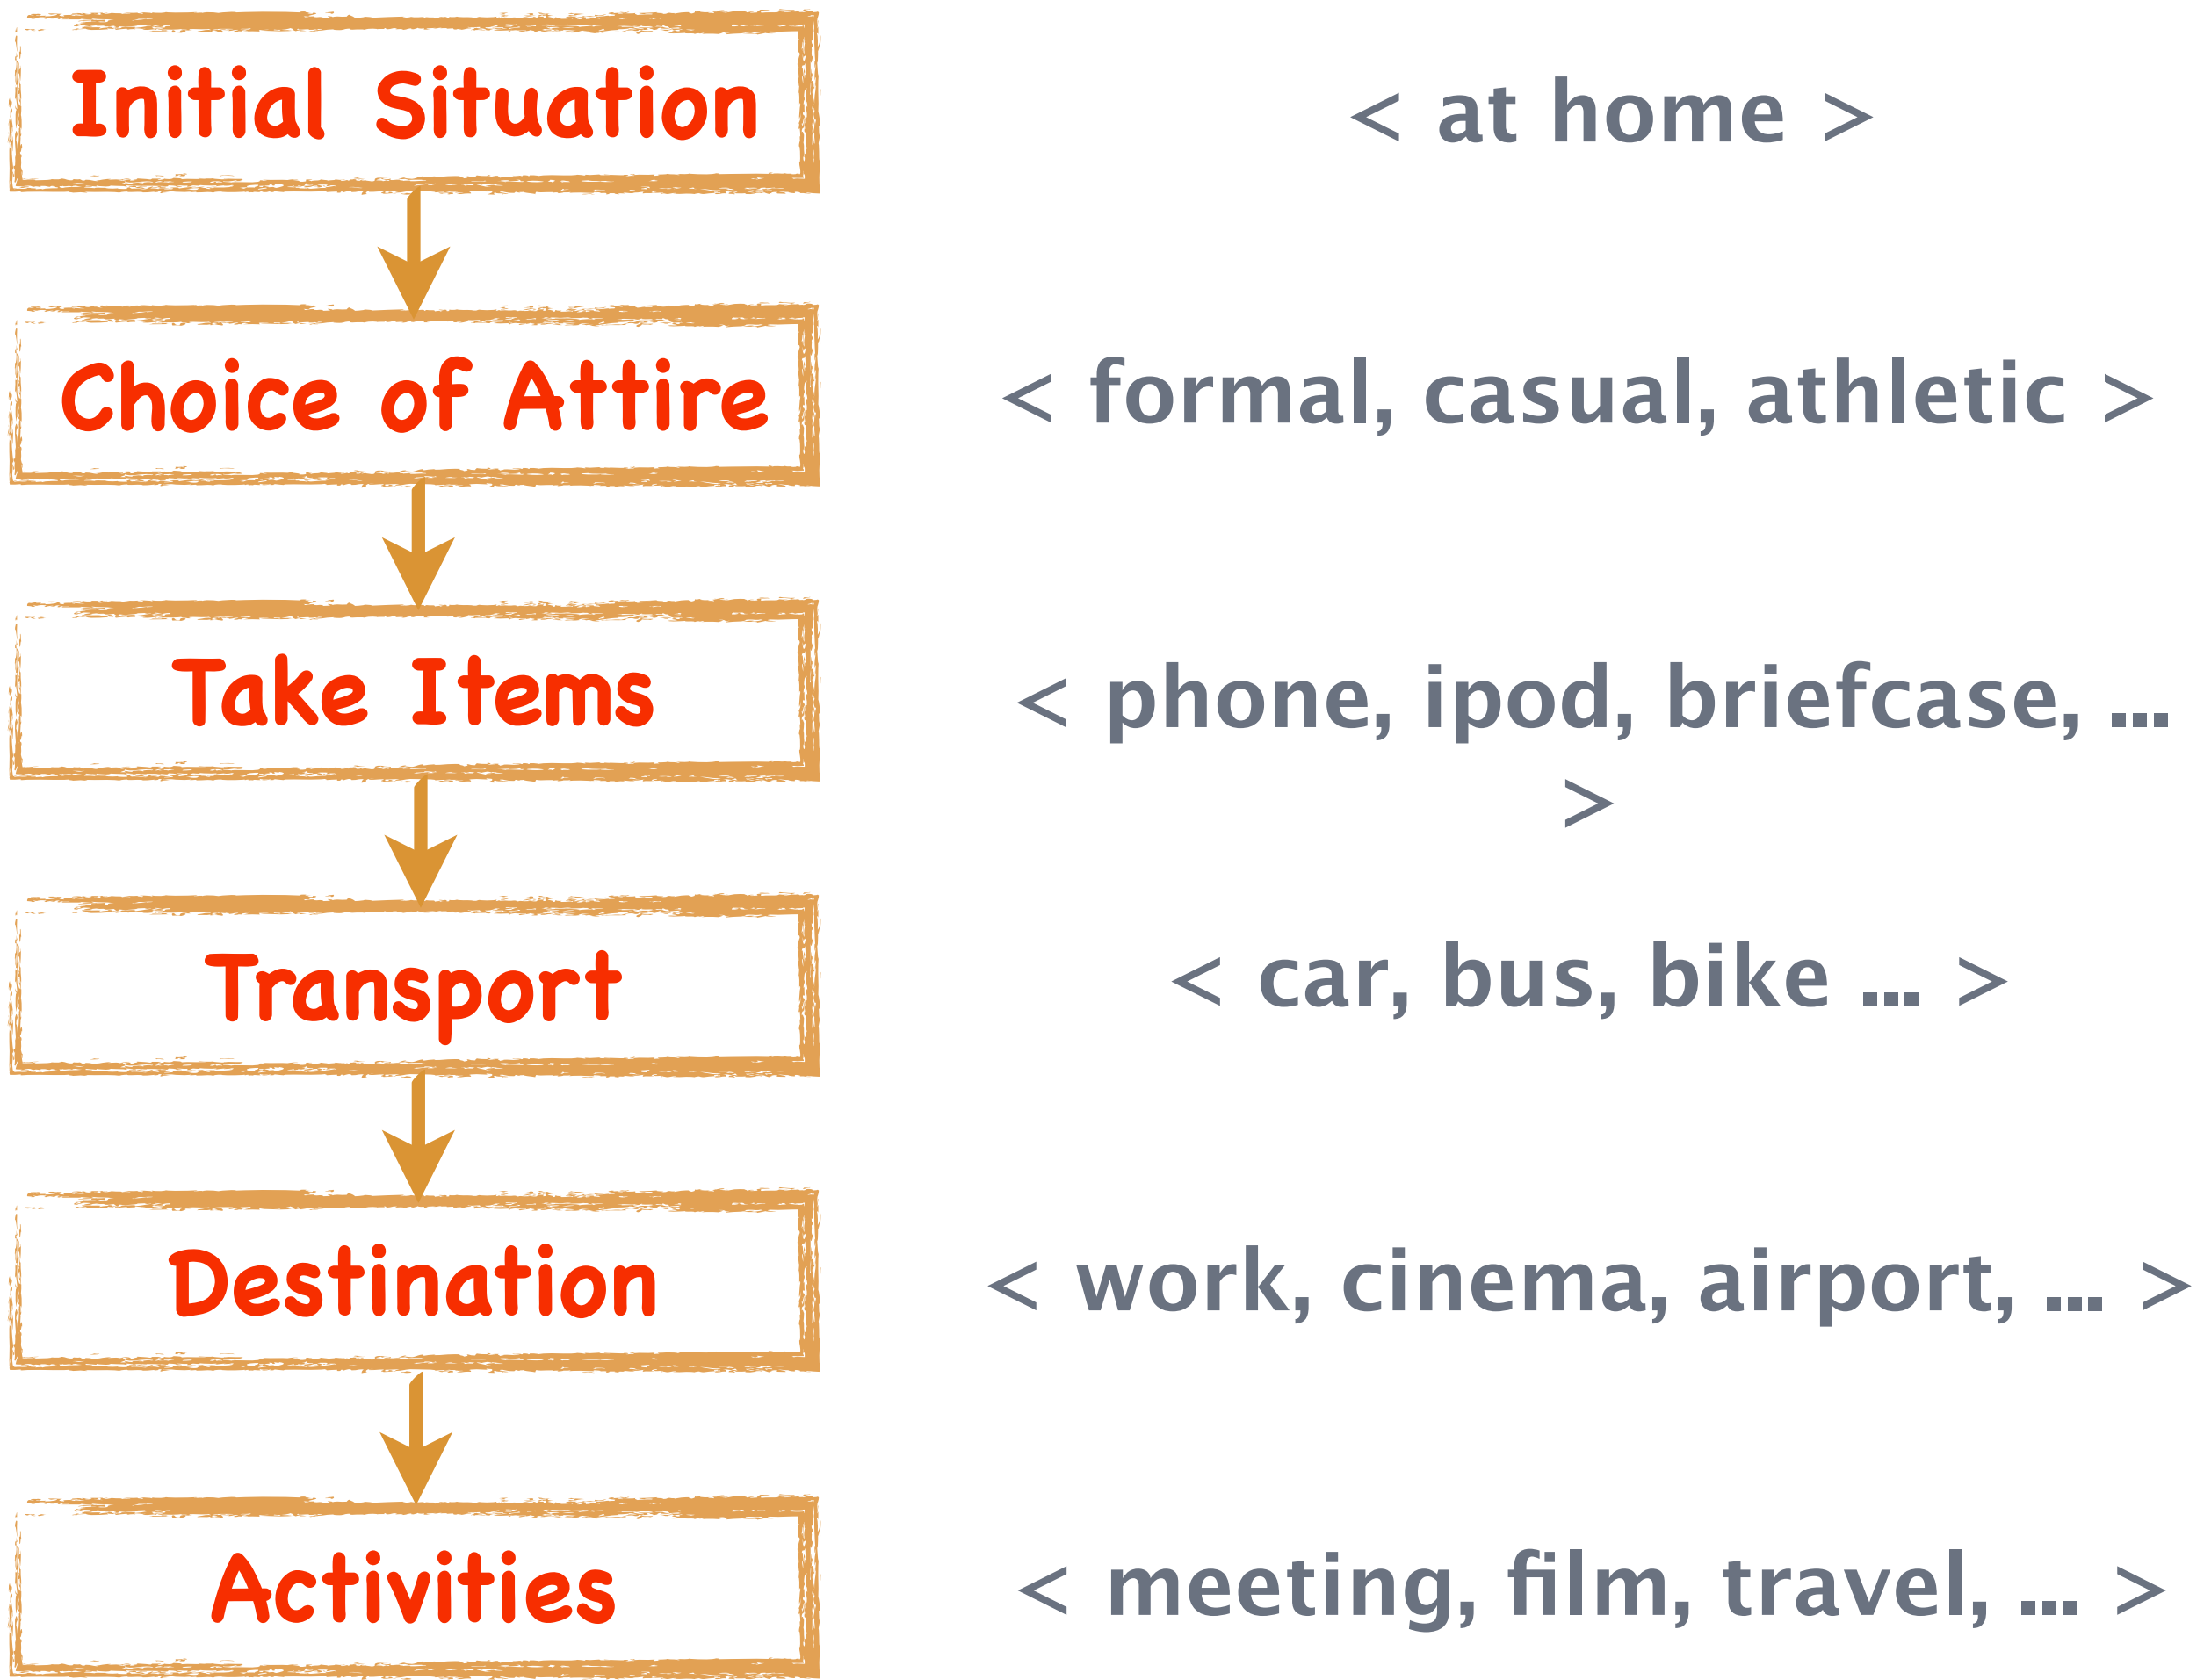 Initial Situation
< at home >
Choice of Attire
< formal, casual, athletic >
Take Items
< phone, ipod, briefcase, ...
>
Transport
< car, bus, bike ... >
Destination
< work, cinema, airport, ... >
Activities
< meeting, film, travel, ... >